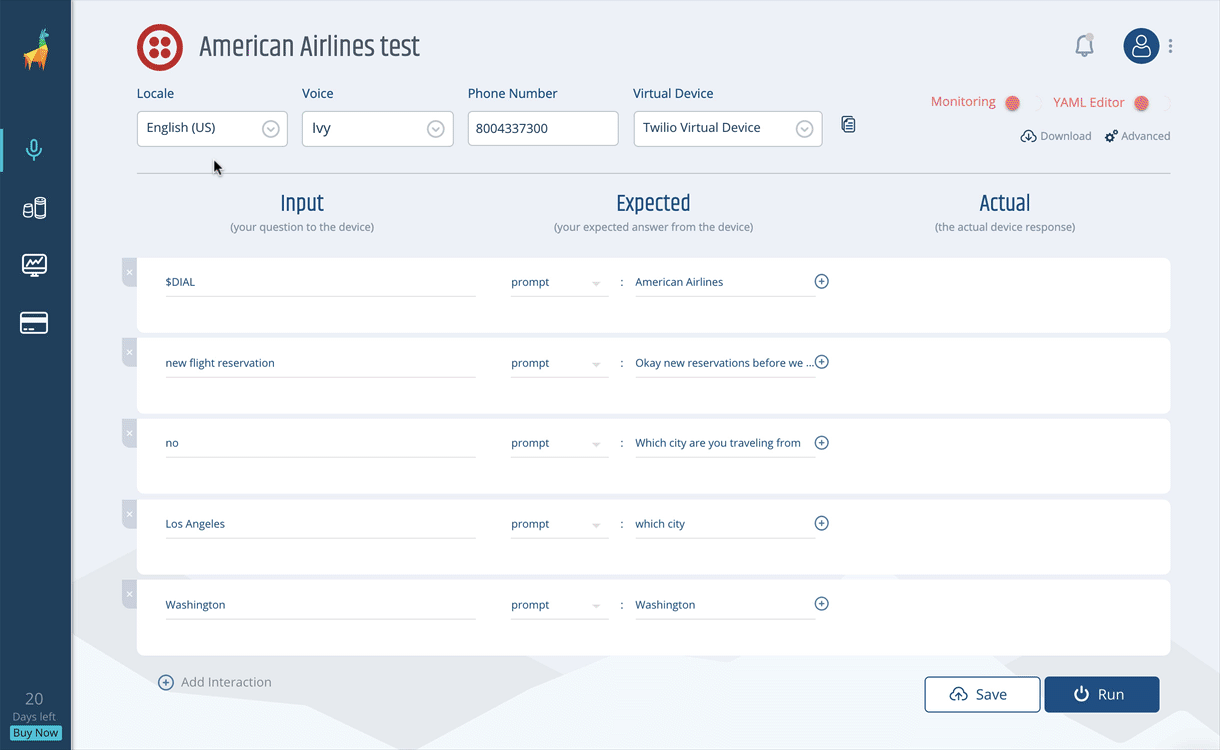 American Airlines test
Locale Voice Phone Number Virtual Device
Monitoring YAML Editor
English (US) Ivy 8004337300 Twilio Virtual Device
Download Advanced
Input Expected Actual
(your question to the device) (your expected answer from the device) (the actual device response)
$DIAL prompt : American Airlines
new flight reservation prompt : Okay new reservations before we ...
no prompt : Which city are you traveling from
Los Angeles prompt : which city
Washington prompt : Washington
Add Interaction
Save Run
20
Days left
Buy Now